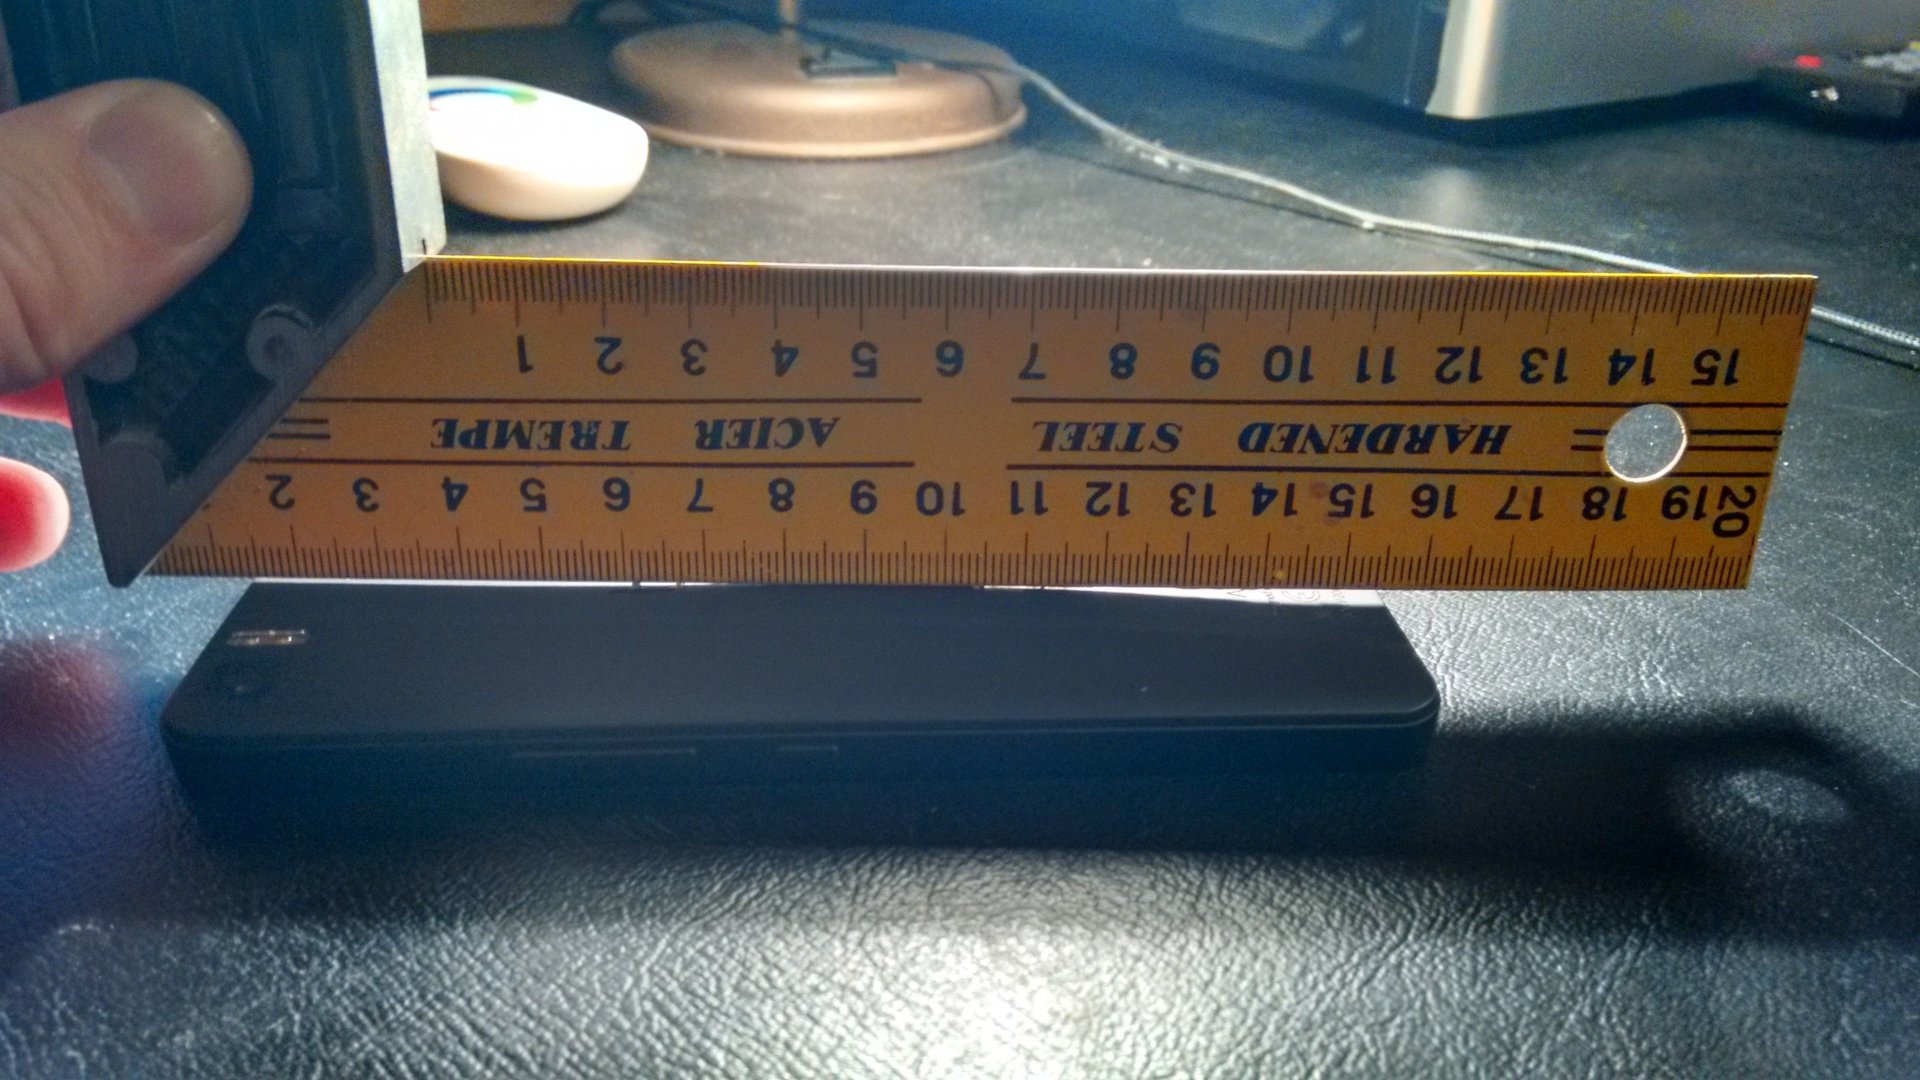 20 19 18 17 16 15 14 13 12 11 10 9 8 7 6 5 4 3 2
HARDENED STEEL ACIER TREMPE
15 14 13 12 11 10 9 8 7 6 5 4 3 2 1